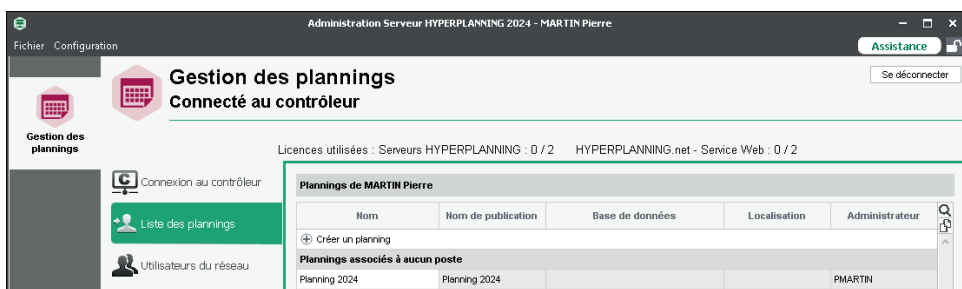 Administration Serveur HYPERPLANNING 2024 - MARTIN Pierre
Fichier Configuration
Assistance
Gestion des plannings
Se déconnecter
Connecté au contrôleur
Gestion des
plannings
Licences utilisées : Serveurs HYPERPLANNING : 0 / 2 HYPERPLANNING.net - Service Web : 0 / 2
Connexion au contrôleur
Liste des plannings
Utilisateurs du réseau
Plannings de MARTIN Pierre
Nom Nom de publication Base de données Localisation Administrateur
Créer un planning
Plannings associés à aucun poste
Planning 2024 Planning 2024 PMARTIN